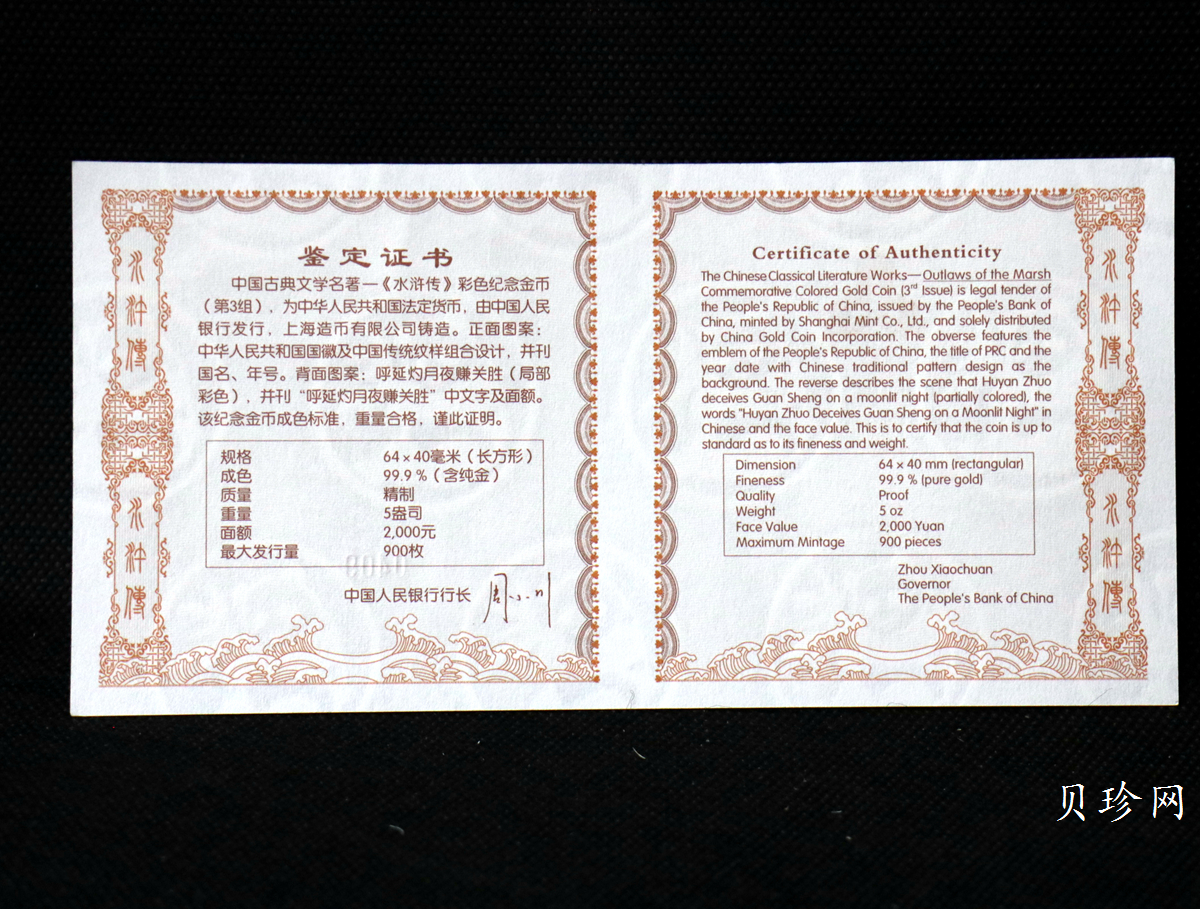 鉴定证书
中国古典文学名著—《水浒传》彩色纪念金币
（第3组），为中华人民共和国法定货币，由中国人民
银行发行，上海造币有限公司铸造。正面图案：
中华人民共和国国徽及中国传统纹样组合设计，并刊
国名、年号。背面图案：呼延灼月夜赚关胜（局部
彩色），并刊“呼延灼月夜赚关胜”中文字及面额。
该纪念金币成色标准，重量合格，谨此证明。
规格 64×40毫米（长方形）
成色 99.9％（含纯金）
质量 精制
重量 5盎司
面额 2,000元
最大发行量 900枚
中国人民银行行长 周小川
水浒傳
水浒傳
Certificate of Authenticity
The Chinese Classical Literature Works—Outlaws of the Marsh
Commemorative Colored Gold Coin (3rd Issue) is legal tender of
the People's Republic of China, issued by the People's Bank of
China, minted by Shanghai Mint Co., Ltd., and solely distributed
by China Gold Coin Incorporation. The obverse features the
emblem of the People's Republic of China, the title of PRC and the
year date with Chinese traditional pattern design as the
background. The reverse describes the scene that Huyan Zhuo
deceives Guan Sheng on a moonlit night (partially colored), the
words "Huyan Zhuo Deceives Guan Sheng on a Moonlit Night" in
Chinese and the face value. This is to certify that the coin is up to
standard as to its fineness and weight.
Dimension 64 × 40 mm (rectangular)
Fineness 99.9 % (pure gold)
Quality Proof
Weight 5 oz
Face Value 2,000 Yuan
Maximum Mintage 900 pieces
Zhou Xiaochuan
Governor
The People's Bank of China
水浒傳
水浒傳
贝珍网